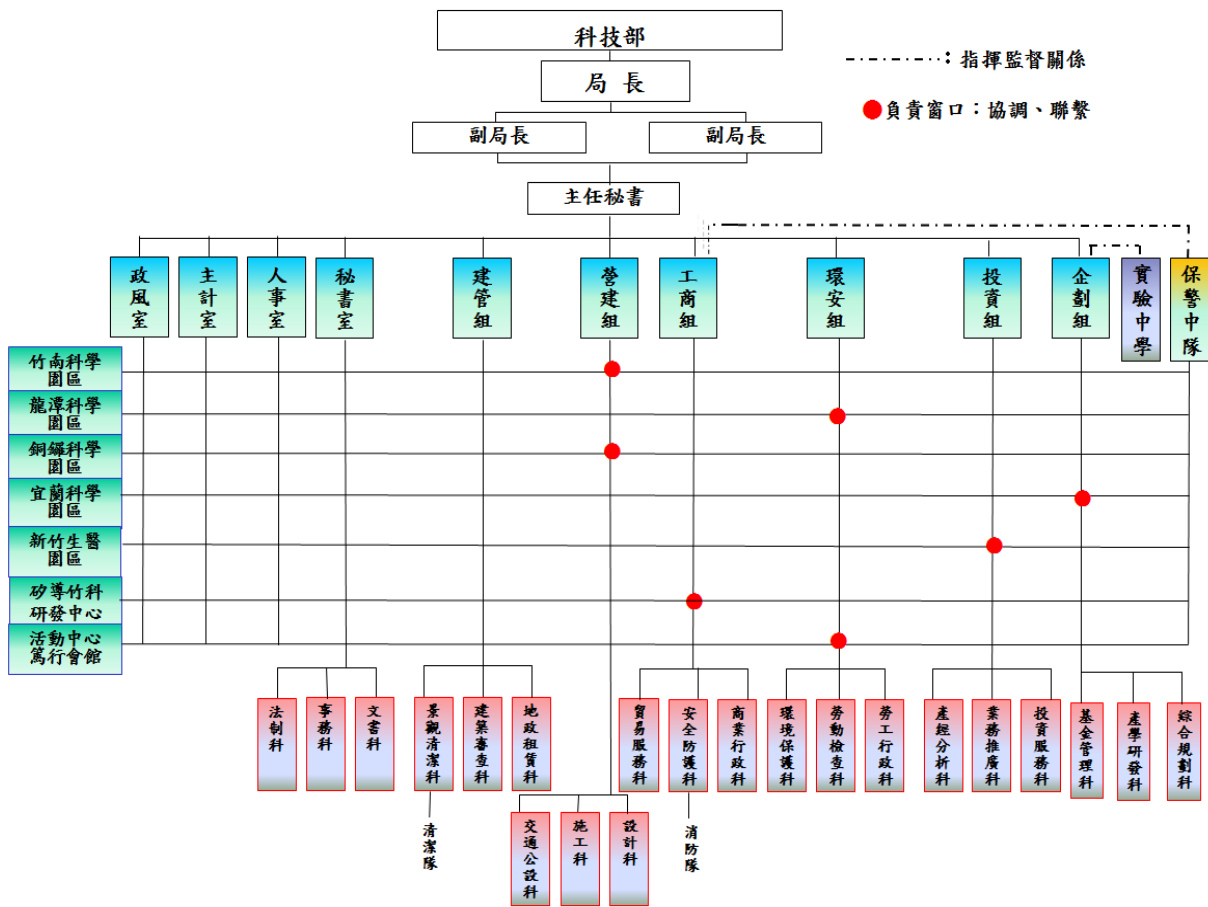 科技部
局 長
副局長
副局長
主任秘書
：指揮監督關係
負責窗口：協調、聯繫
政風室
主計室
人事室
秘書室
建管組
營建組
工商組
環安組
投資組
企劃組
實驗中學
保警中隊
竹南科學
園區
龍潭科學
園區
銅鑼科學
園區
宜蘭科學
園區
新竹生醫
園區
矽導竹科
研發中心
活動中心
篤行會館
法制科
事務科
文書科
景觀清潔科
建築審查科
地政租賃科
貿易服務科
安全防護科
商業行政科
環境保護科
勞動檢查科
勞工行政科
產經分析科
業務推廣科
投資服務科
基金管理科
產學研發科
綜合規劃科
清潔隊
交通公設科
施工科
設計科
消防隊